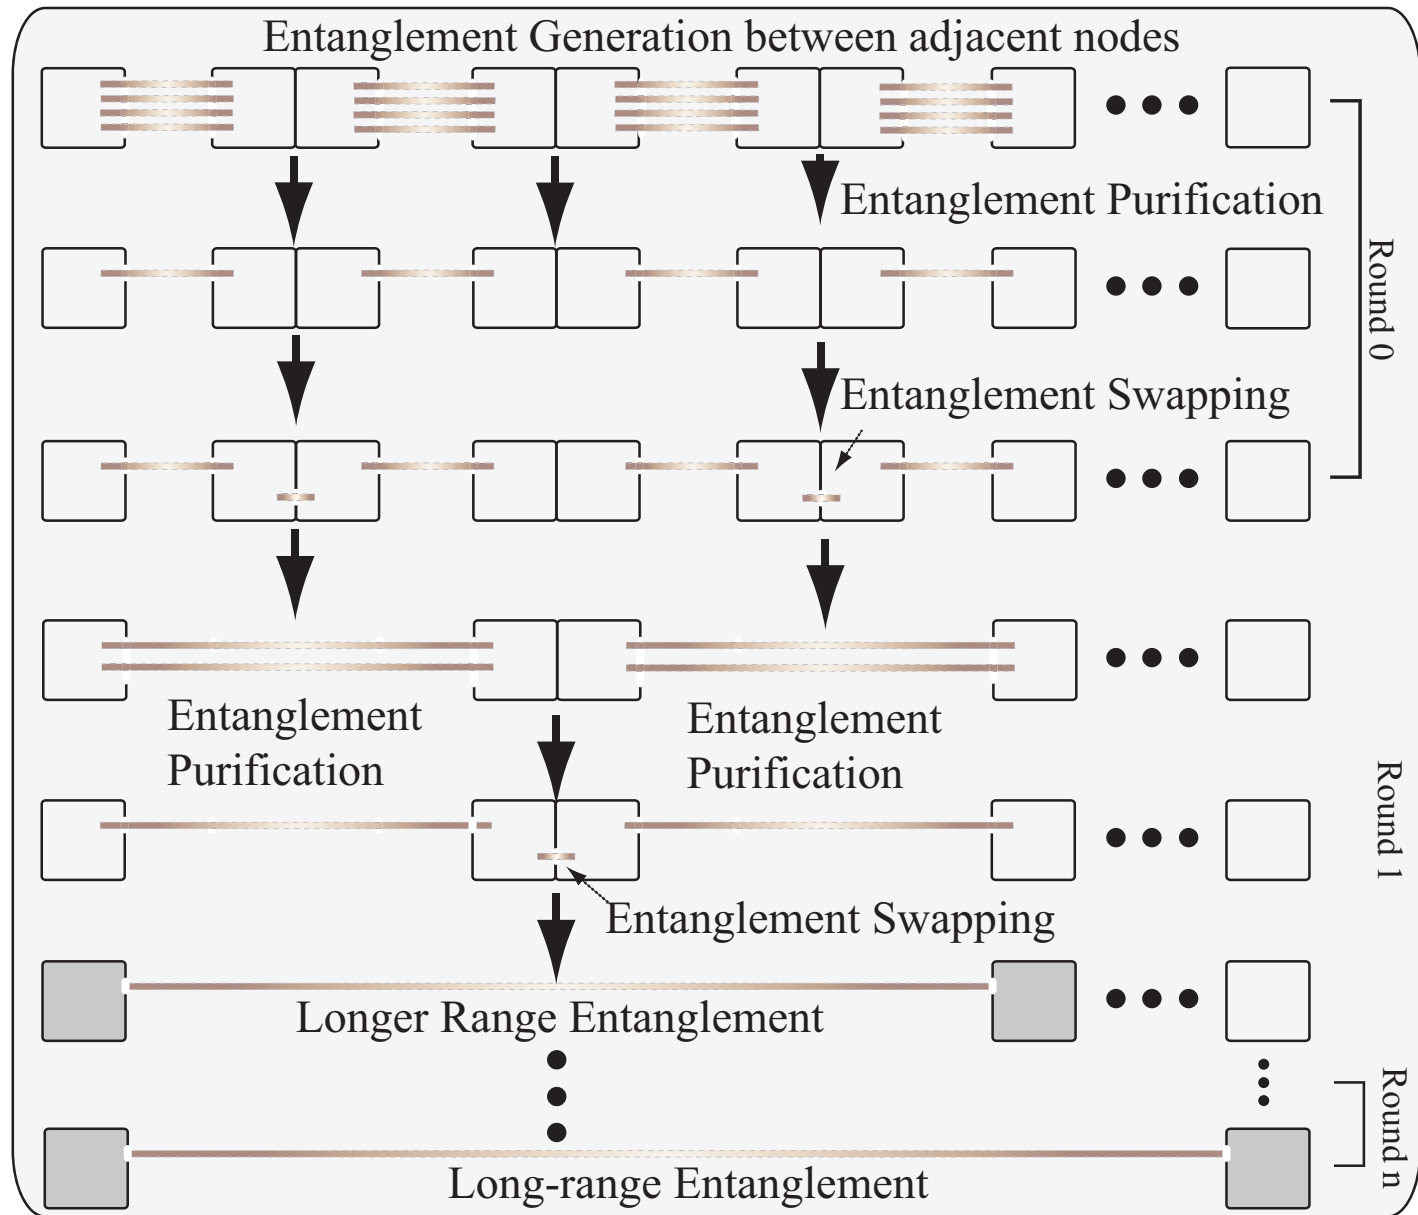 Entanglement Generation between adjacent nodes
Entanglement Purification
Round 0
Entanglement Swapping
Entanglement
Purification
Entanglement
Purification
Round 1
Entanglement Swapping
Longer Range Entanglement
Round n
Long-range Entanglement